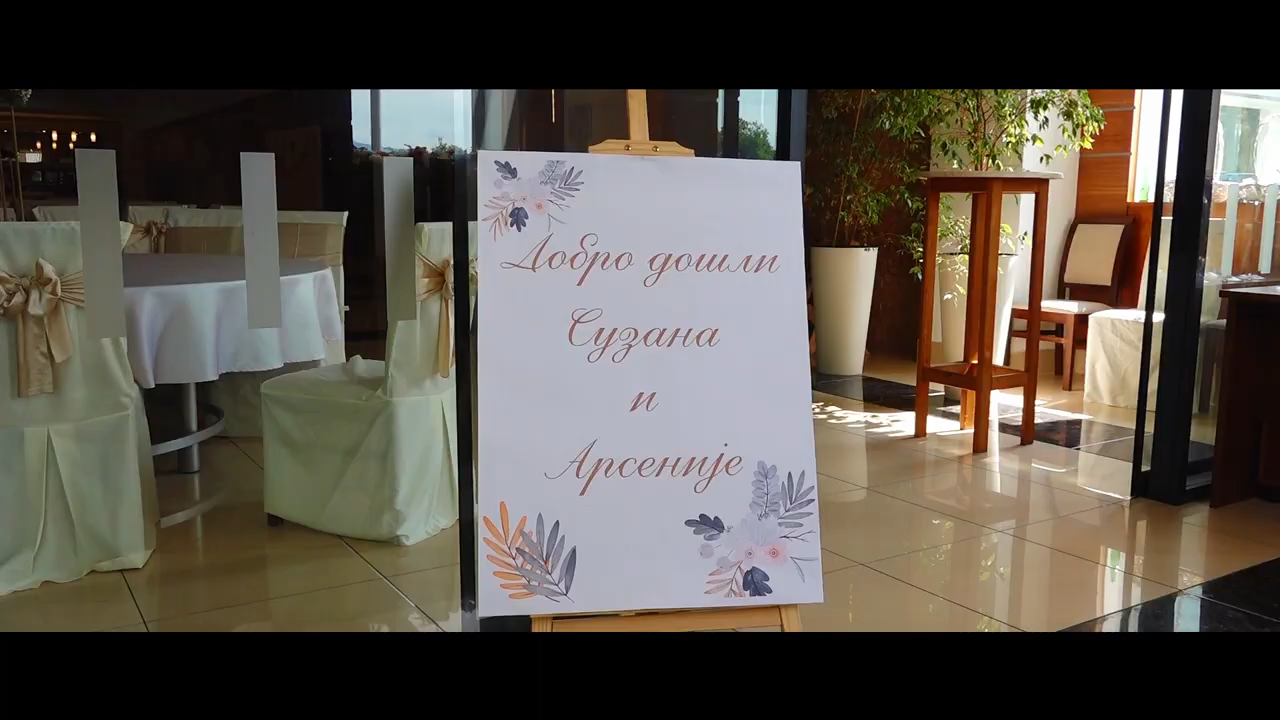 Добро дошли
Сузана
и
Арсеније